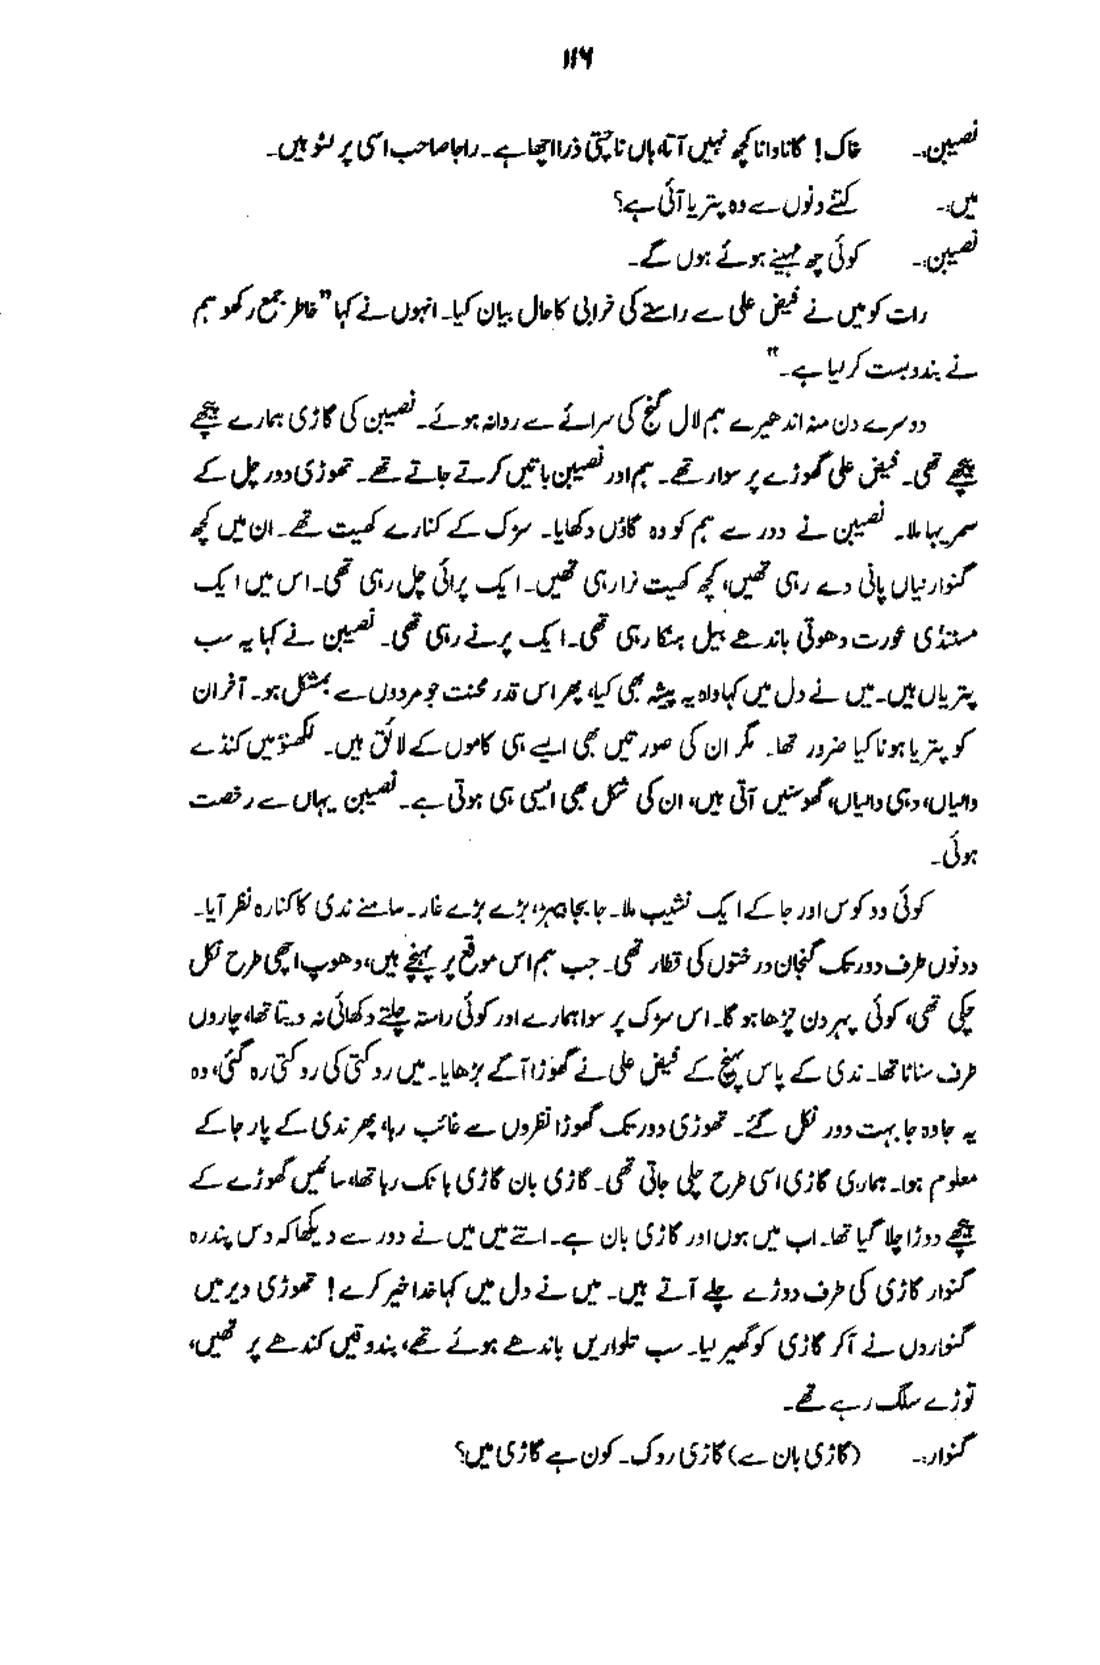 ۱۱۶
نصیبن:۔ خاک! گانا وانا کچھ نہیں آتا، ہاں ناچتی ذرا اچھا ہے۔ راجا صاحب اسی پر لٹو ہیں۔
میں:۔ کتنے دنوں سے وہ پتریا آئی ہے؟
نصیبن:۔ کوئی چھ مہینے ہوئے ہوں گے۔
رات کو میں نے فیض علی سے راستے کی خرابی کا حال بیان کیا۔ انہوں نے کہا "خاطر جمع رکھو ہم
نے بندوبست کر لیا ہے۔"
دوسرے دن منہ اندھیرے ہم لال گنج کی سرائے سے روانہ ہوئے۔ نصیبن کی گاڑی ہمارے پیچھے
پیچھے تھی۔ فیض علی گھوڑے پر سوار تھے۔ ہم اور نصیبن باتیں کرتے جاتے تھے۔ تھوڑی دور چل کے
سمریہا ملا۔ نصیبن نے دور سے ہم کو وہ گاؤں دکھایا۔ سڑک کے کنارے کھیت تھے۔ ان میں کچھ
گنوارنیاں پانی دے رہی تھیں، کچھ کھیت نرا رہی تھیں۔ ایک پرائی چل رہی تھی۔ اس میں ایک
مسٹنڈی عورت دھوتی باندھے بیل ہنکا رہی تھی۔ ایک پر نے رہی تھی۔ نصیبن نے کہا یہ سب
پتریاں ہیں۔ میں نے دل میں کہا واہ یہ پیشہ بھی کیا، پھر اس قدر محنت جو مردوں سے بمشکل ہو۔ آخر ان
کو پتریا ہونا کیا ضرور تھا۔ مگر ان کی صورتیں بھی ایسے ہی کاموں کے لائق ہیں۔ لکھنؤ میں کنڈے
والیاں، دہی والیاں، گھوسنیں آتی ہیں، ان کی شکل بھی ایسی ہی ہوتی ہے۔ نصیبن یہاں سے رخصت
ہوئی۔
کوئی دو کوس اور جا کے ایک نشیب ملا۔ جابجا بیہڑ، بڑے بڑے غار۔ سامنے ندی کا کنارہ نظر آیا۔
دونوں طرف دور تک گنجان درختوں کی قطار تھی۔ جب ہم اس موقع پر پہنچے ہیں، دھوپ اچھی طرح نکل
چکی تھی، کوئی پہر دن چڑھا ہو گا۔ اس سڑک پر سوا ہمارے اور کوئی راستہ چلتے دکھائی نہ دیتا تھا، چاروں
طرف سناٹا تھا۔ ندی کے پاس پہنچ کے فیض علی نے گھوڑا آگے بڑھایا۔ میں روکتی کی روکتی رہ گئی، وہ
یہ جا وہ جا بہت دور نکل گئے۔ تھوڑی دور تک گھوڑا نظروں سے غائب رہا، پھر ندی کے پار جا کے
معلوم ہوا۔ ہماری گاڑی اسی طرح چلی جاتی تھی۔ گاڑی بان گاڑی ہانک رہا تھا، سائیس گھوڑے کے
پیچھے دوڑا چلا گیا تھا۔ اب میں ہوں اور گاڑی بان ہے۔ اتنے میں میں نے دور سے دیکھا کہ دس پندرہ
گنوار گاڑی کی طرف دوڑے چلے آتے ہیں۔ میں نے دل میں کہا خدا خیر کرے! تھوڑی دیر میں
گنواروں نے آکر گاڑی کو گھیر لیا۔ سب تلواریں باندھے ہوئے تھے، بندوقیں کندھے پر تھیں،
توڑے سلگ رہے تھے۔
گنوار:۔ (گاڑی بان سے) گاڑی روک۔ کون ہے گاڑی میں؟